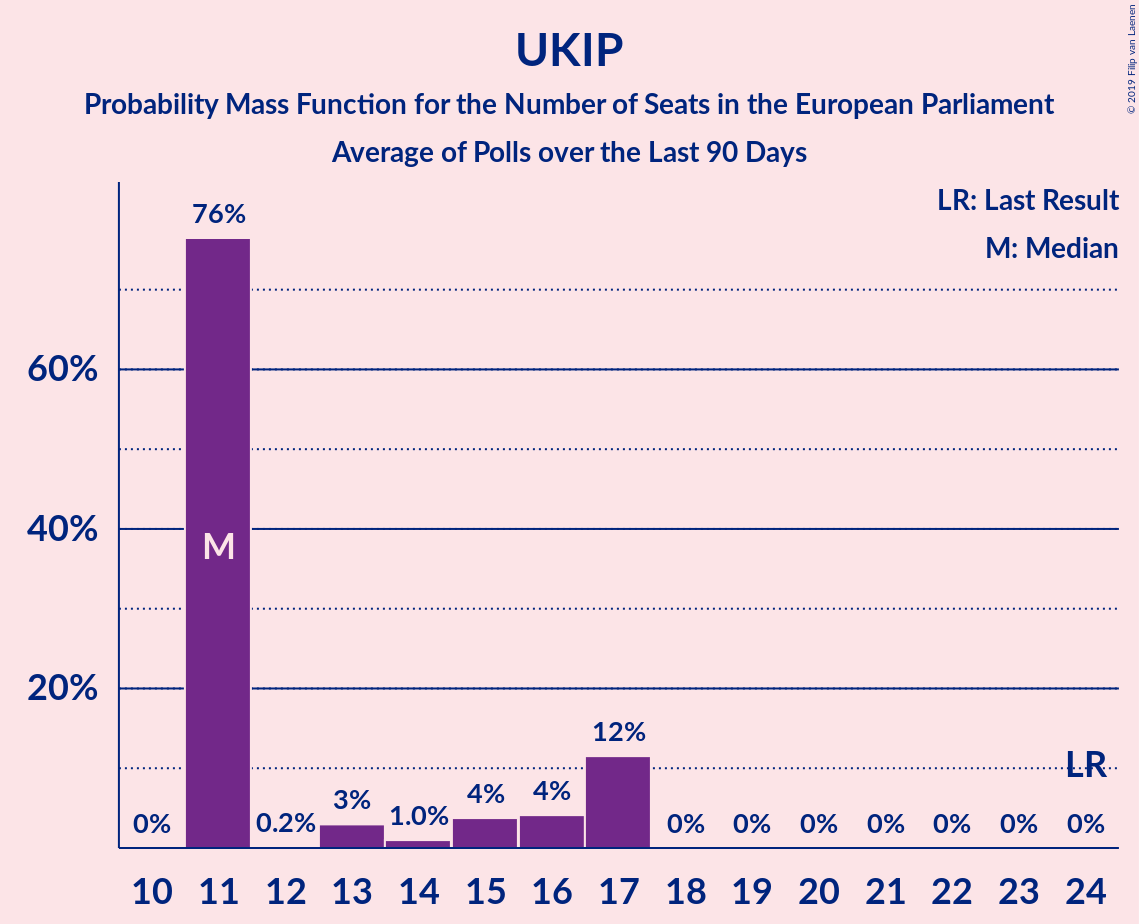 UKIP
Probability Mass Function for the Number of Seats in the European Parliament
Average of Polls over the Last 90 Days
© 2019 Filip van Laenen
LR: Last Result
M: Median
60%
40%
20%
0%
76%
0.2%
3%
1.0%
4%
4%
12%
0%
0%
0%
0%
0%
0%
0%
M
LR
10 11 12 13 14 15 16 17 18 19 20 21 22 23 24